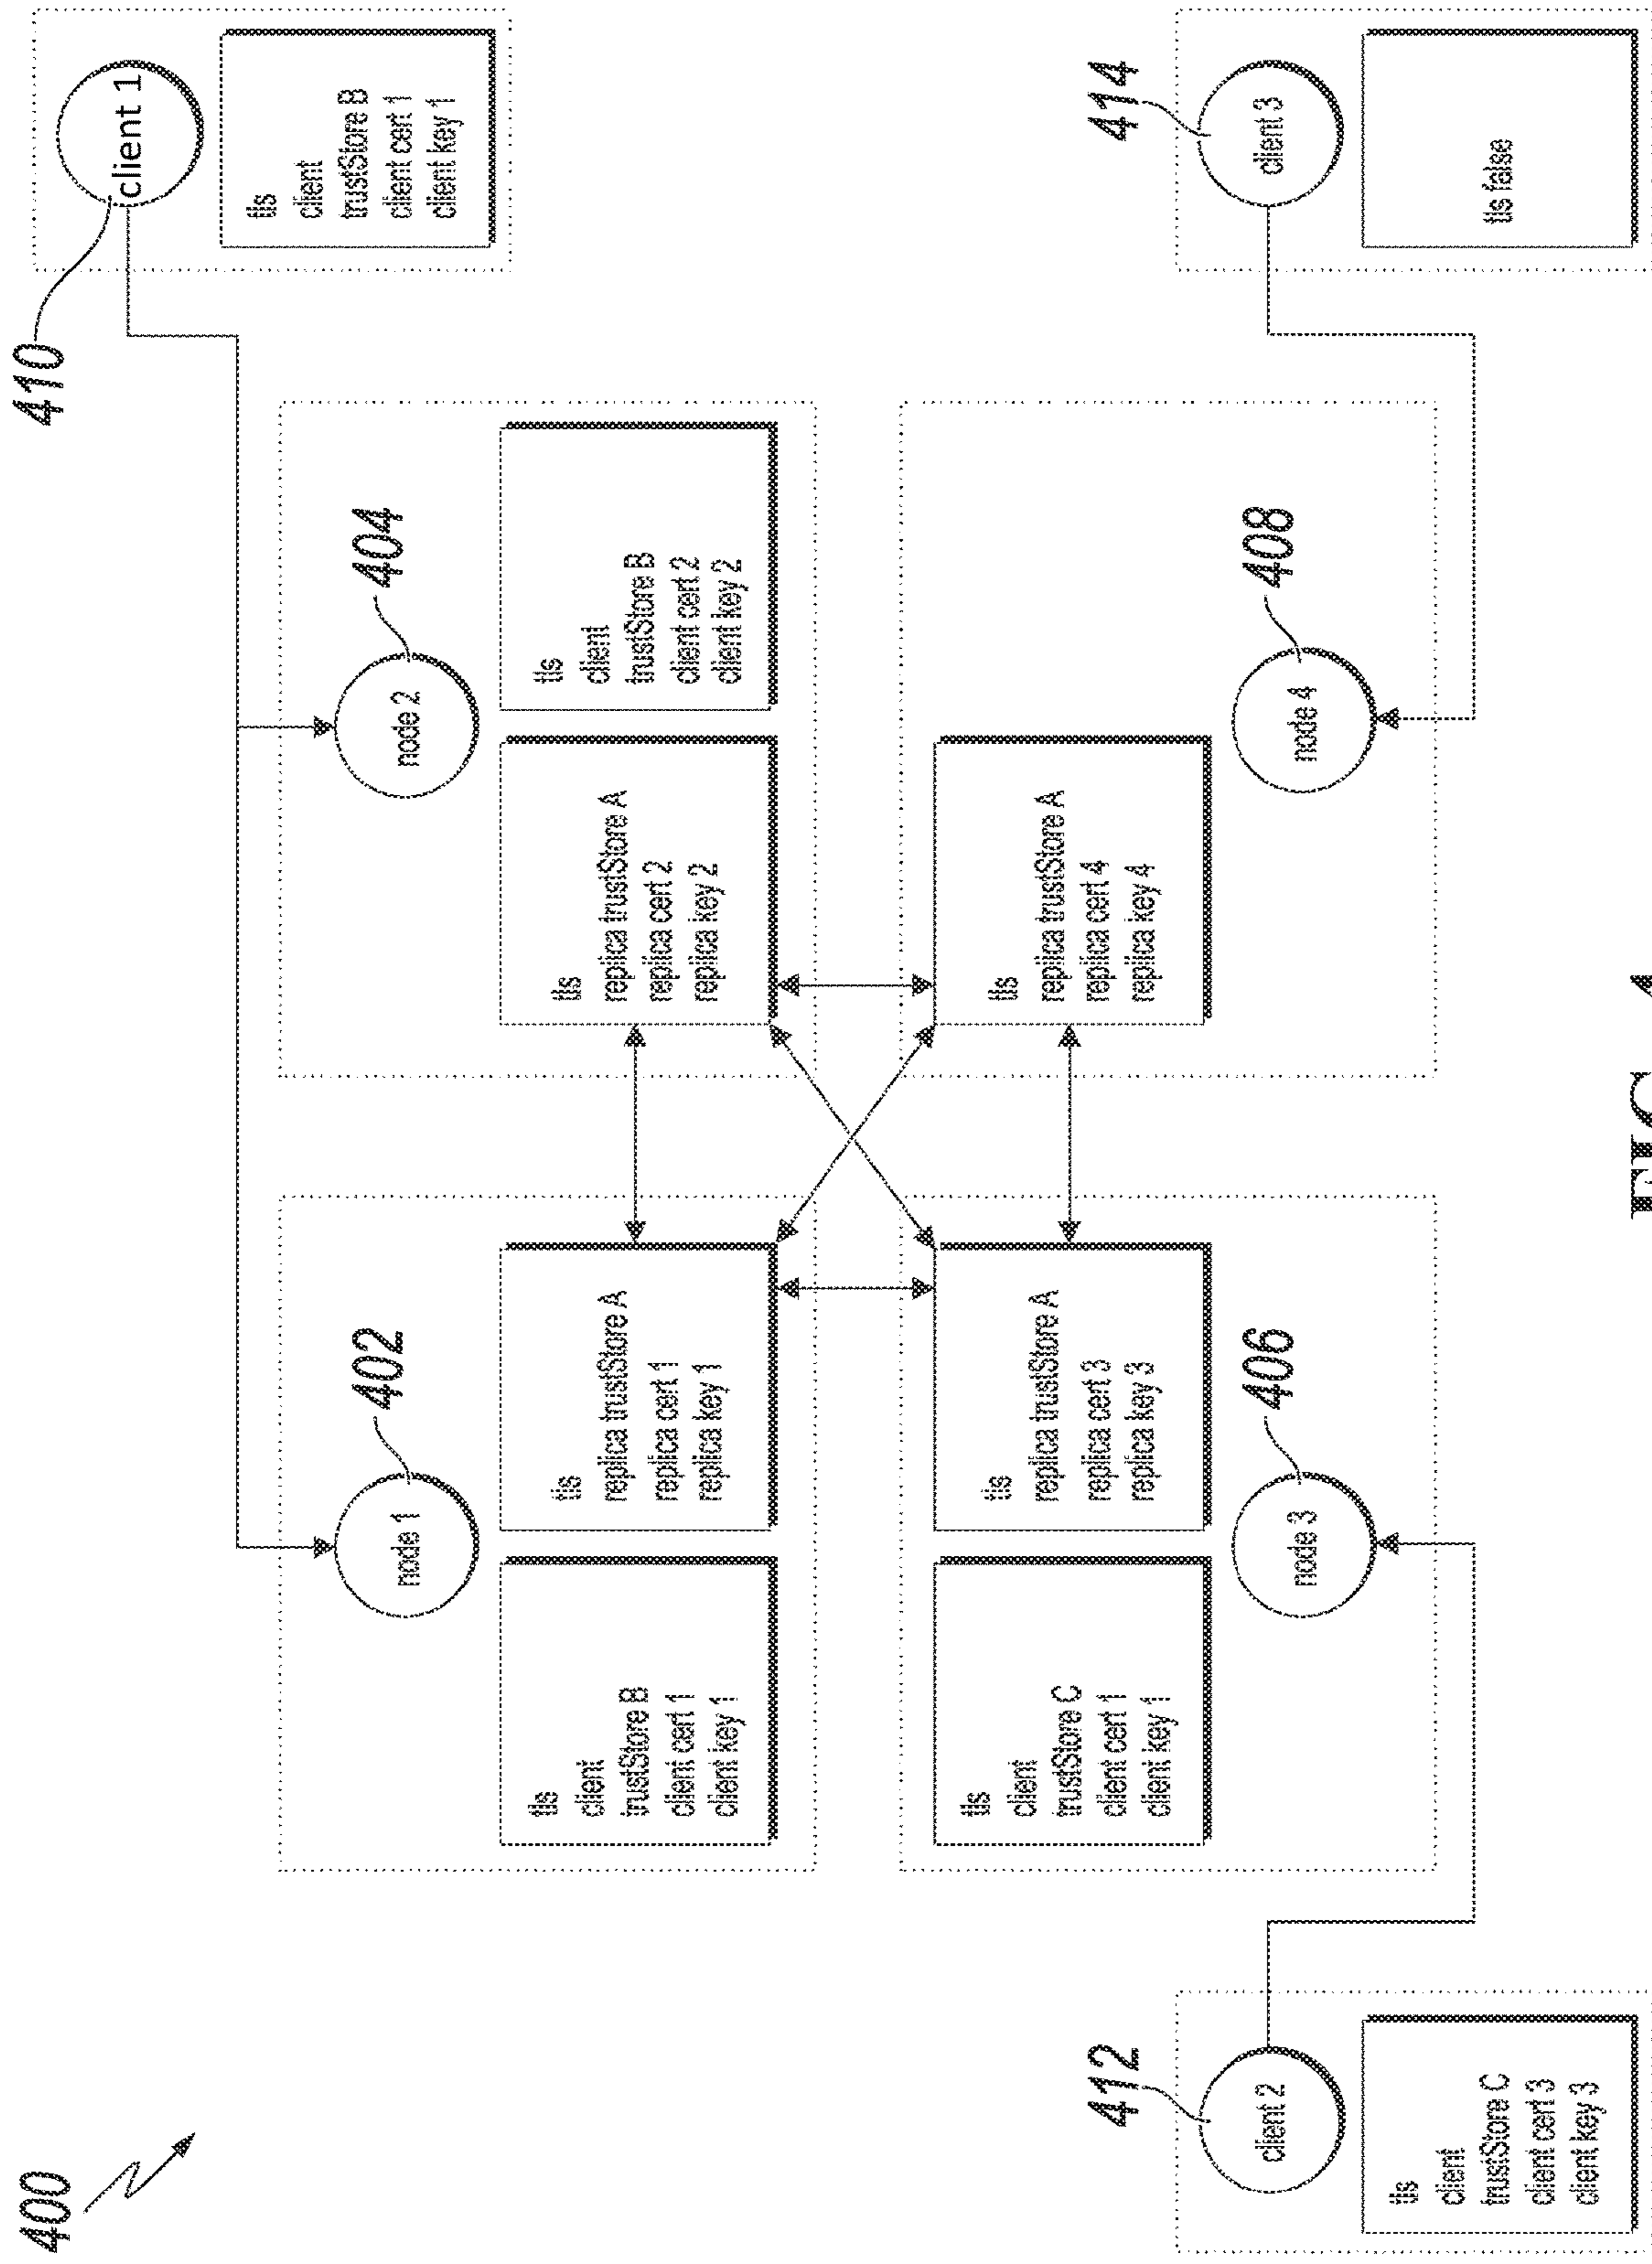 400
410
client 1
tls
client
trustStore B
client cert 1
client key 1
402
node 1
tls
client
trustStore B
client cert 1
client key 1
tls
replica trustStore A
replica cert 1
replica key 1
404
node 2
tls
replica trustStore A
replica cert 2
replica key 2
tls
client
trustStore B
client cert 2
client key 2
tls
client
trustStore C
client cert 1
client key 1
tls
replica trustStore A
replica cert 3
replica key 3
node 3
406
tls
replica trustStore A
replica cert 4
replica key 4
node 4
408
412
client 2
tls
client
trustStore C
client cert 3
client key 3
414
client 3
tls false